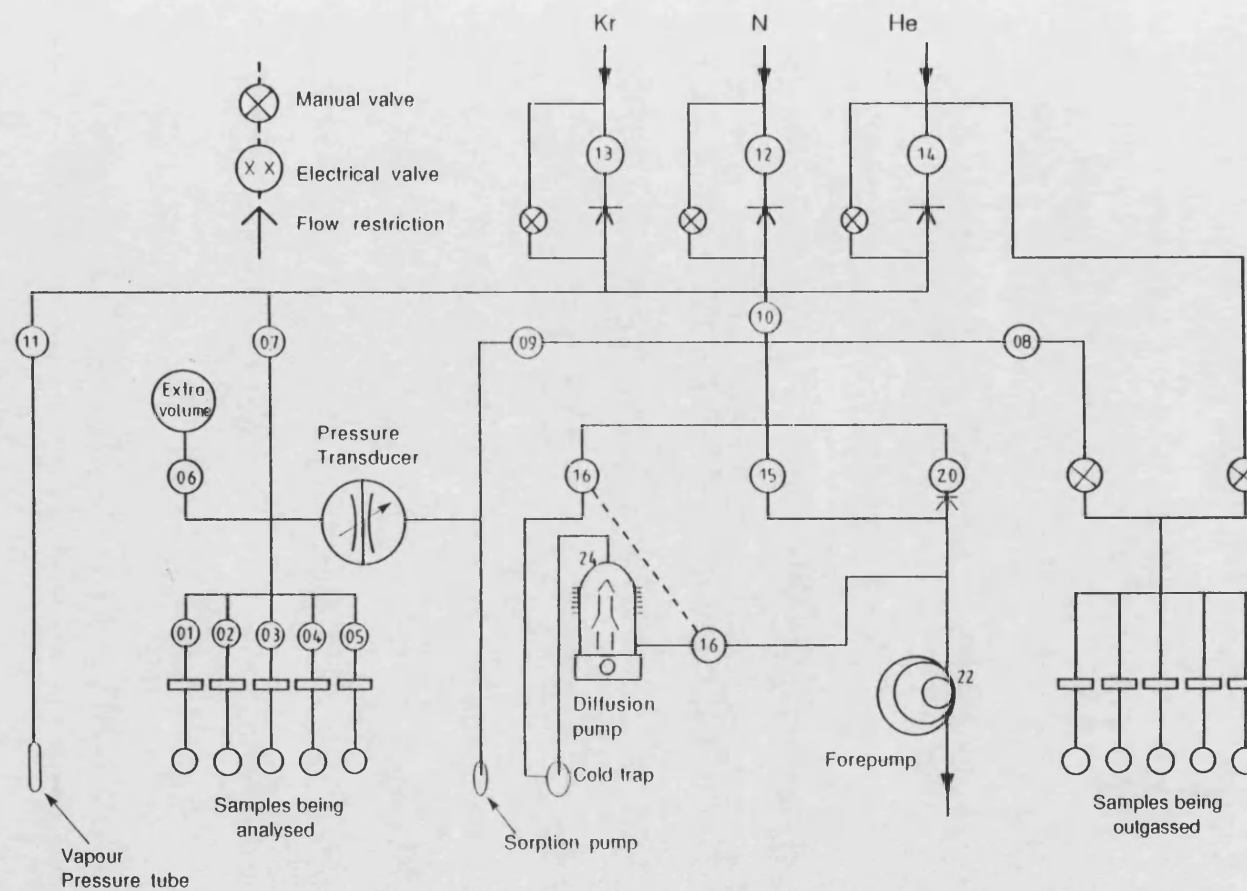 Kr
N
He
Manual valve
X X
Electrical valve
Flow restriction
13
12
14
10
11
07
09
08
Extra
volume
Pressure
Transducer
06
16
15
20
24
01
02
03
04
05
16
22
Diffusion
pump
Forepump
Cold trap
Samples being
analysed
Sorption pump
Samples being
outgassed
Vapour
Pressure tube